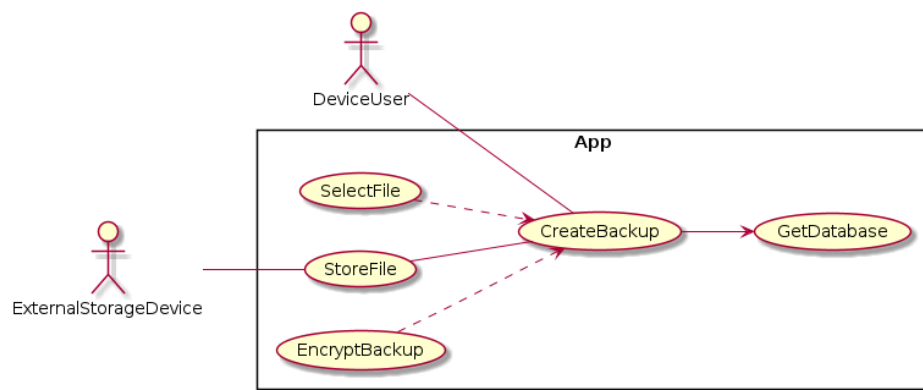 DeviceUser
App
SelectFile
CreateBackup
GetDatabase
StoreFile
ExternalStorageDevice
EncryptBackup